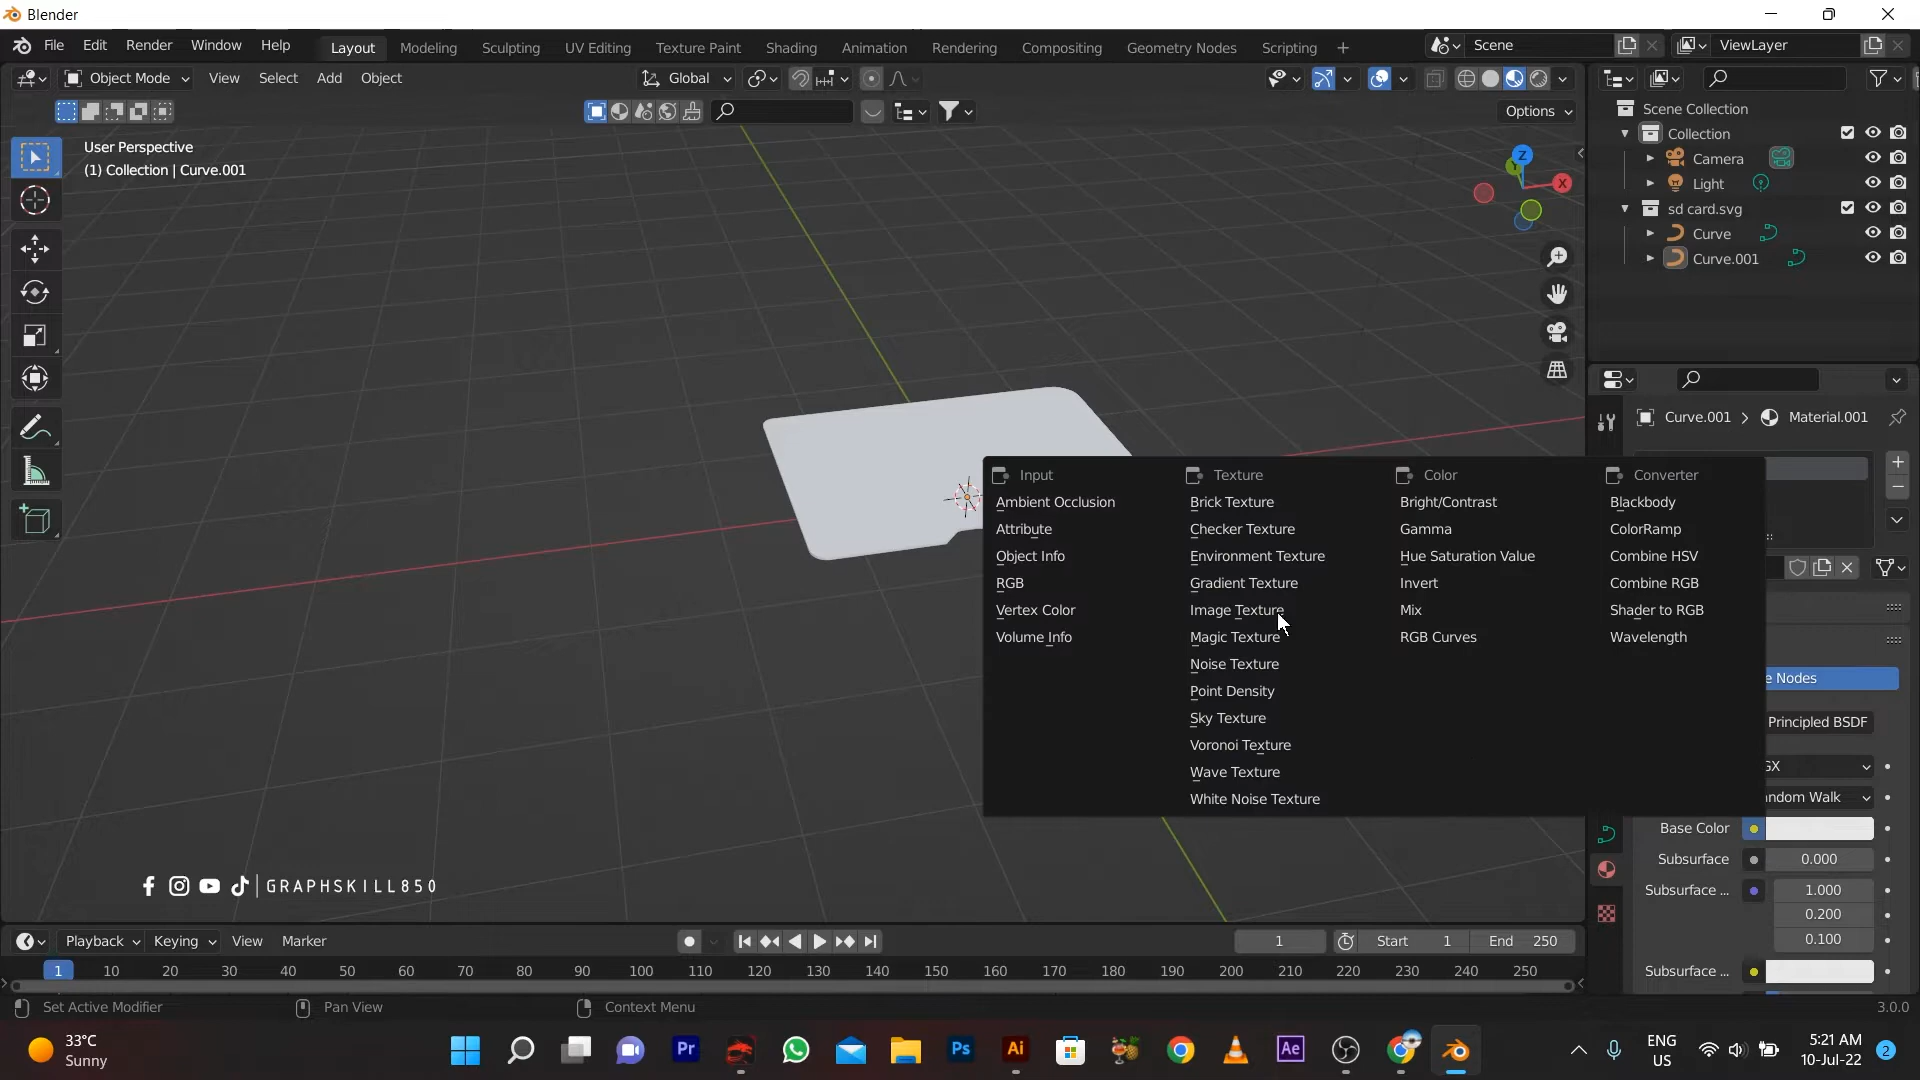 Blender
File Edit Render Window Help Layout Modeling Sculpting UV Editing Texture Paint Shading Animation Rendering Compositing Geometry Nodes Scripting + Scene ViewLayer
Object Mode View Select Add Object Global
Options
User Perspective
(1) Collection | Curve.001
Z
X
Scene Collection
Collection
Camera
Light
sd card.svg
Curve
Curve.001
Curve.001 > Material.001
Input Texture Color Converter
Ambient Occlusion Brick Texture Bright/Contrast Blackbody
Attribute Checker Texture Gamma ColorRamp
Object Info Environment Texture Hue Saturation Value Combine HSV
RGB Gradient Texture Invert Combine RGB
Vertex Color Image Texture Mix Shader to RGB
Volume Info Magic Texture RGB Curves Wavelength
Noise Texture
Point Density
Sky Texture
Voronoi Texture
Wave Texture
White Noise Texture
e Nodes
Principled BSDF
GX
andom Walk
Base Color
Subsurface 0.000
Subsurface ... 1.000
0.200
0.100
Subsurface ...
GRAPHSKILL850
Playback Keying View Marker 1 Start 1 End 250
1 10 20 30 40 50 60 70 80 90 100 110 120 130 140 150 160 170 180 190 200 210 220 230 240 250
Set Active Modifier Pan View Context Menu 3.0.0
33°C
Sunny
Pr Ps Ai Ae
ENG
US
5:21 AM
10-Jul-22
2